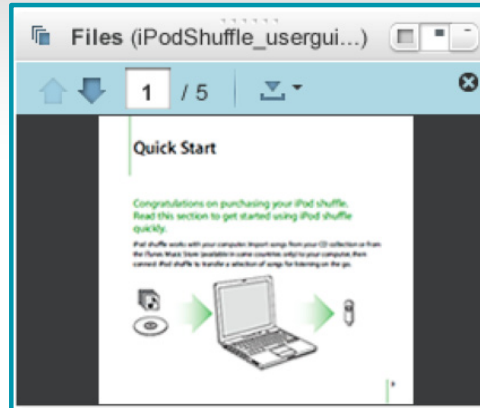 Files (iPodShuffle_usergui...)
1 / 5
Quick Start
Congratulations on purchasing your iPod shuffle.
Read this section to get started using iPod shuffle
quickly.
iPod shuffle works with your computer. Import songs from your CD collection or from
the iTunes Music Store (available in some countries only) to your computer, then
connect iPod shuffle to transfer a selection of songs for listening on the go.